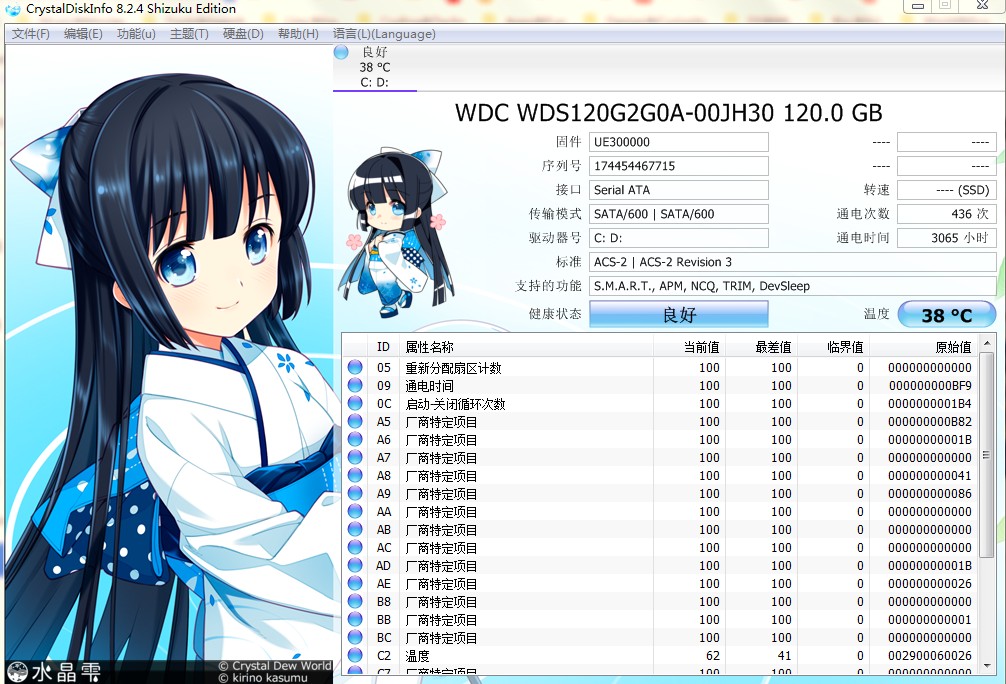 CrystalDiskInfo 8.2.4 Shizuku Edition
文件(F) 编辑(E) 功能(u) 主题(T) 硬盘(D) 帮助(H) 语言(L)(Language)
良好
38 °C
C: D:
WDC WDS120G2G0A-00JH30 120.0 GB
固件 UE300000 ---- ----
序列号 174454467715 ---- ----
接口 Serial ATA 转速 ---- (SSD)
传输模式 SATA/600 | SATA/600 通电次数 436 次
驱动器号 C: D: 通电时间 3065 小时
标准 ACS-2 | ACS-2 Revision 3
支持的功能 S.M.A.R.T., APM, NCQ, TRIM, DevSleep
健康状态 良好 温度 38 °C
ID 属性名称 当前值 最差值 临界值 原始值
05 重新分配扇区计数 100 100 0 000000000000
09 通电时间 100 100 0 000000000BF9
0C 启动-关闭循环次数 100 100 0 0000000001B4
A5 厂商特定项目 100 100 0 000000000B82
A6 厂商特定项目 100 100 0 00000000001B
A7 厂商特定项目 100 100 0 000000000000
A8 厂商特定项目 100 100 0 000000000041
A9 厂商特定项目 100 100 0 000000000086
AA 厂商特定项目 100 100 0 000000000000
AB 厂商特定项目 100 100 0 000000000000
AC 厂商特定项目 100 100 0 000000000000
AD 厂商特定项目 100 100 0 00000000001B
AE 厂商特定项目 100 100 0 000000000026
B8 厂商特定项目 100 100 0 000000000000
BB 厂商特定项目 100 100 0 000000000001
BC 厂商特定项目 100 100 0 000000000000
C2 温度 62 41 0 002900060026
C7 厂商特定项目 100 100 0 000000000000
水晶雫
© Crystal Dew World
© kirino kasumu